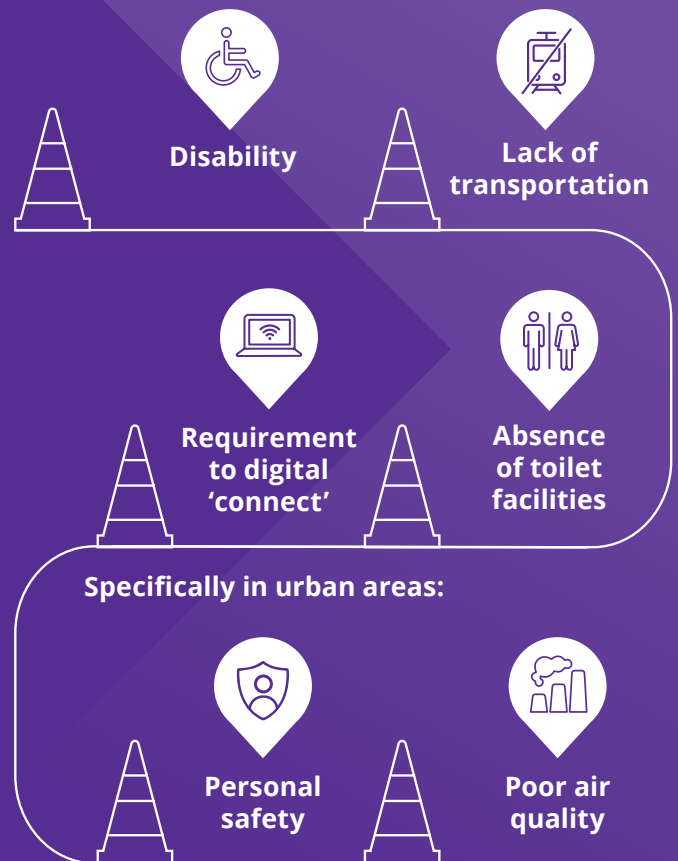 Disability
Lack of
transportation
Requirement
to digital
‘connect’
Absence
of toilet
facilities
Specifically in urban areas:
Personal
safety
Poor air
quality